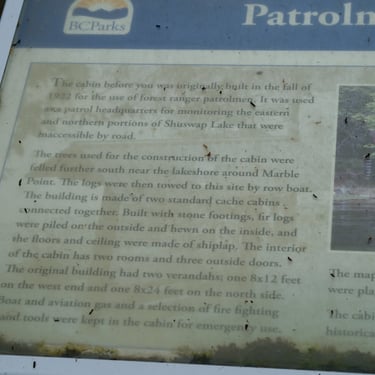 BCParks
Patrolm
The cabin before you was originally built in the fall of
1922 for the use of forest ranger patrolmen. It was used
as a patrol headquarters for monitoring the eastern
and northern portions of Shuswap Lake that were
inaccessible by road.
The trees used for the construction of the cabin were
felled further south near the lakeshore around Marble
Point. The logs were then towed to this site by row boat.
The building is made of two standard cache cabins
connected together. Built with stone footings, fir logs
were piled on the outside and hewn on the inside, and
the floors and ceiling were made of shiplap. The interior
of the cabin has two rooms and three outside doors.
The original building had two verandahs; one 8x12 feet
on the west end and one 8x24 feet on the north side.
Boat and aviation gas and a selection of fire fighting
and tools were kept in the cabin for emergency use.
The map
were plan
The cabi
historica